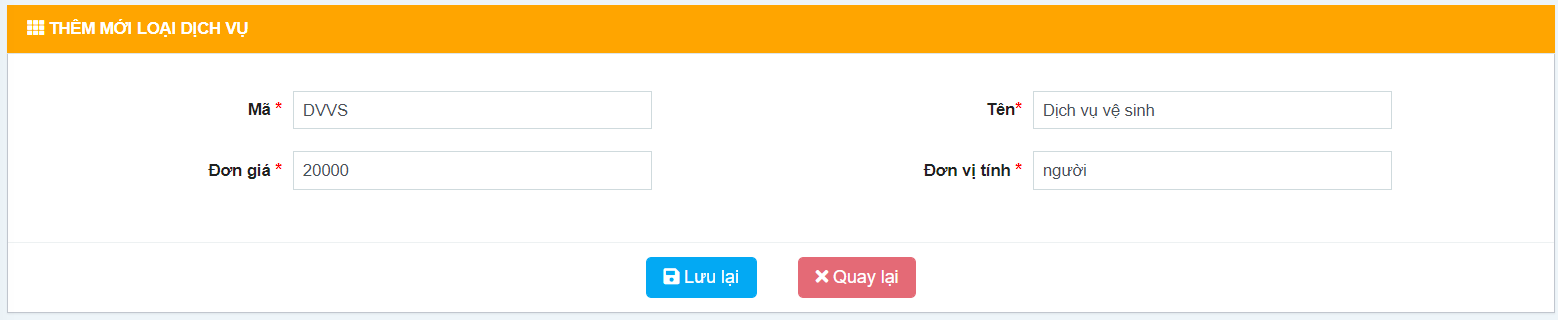 THÊM MỚI LOẠI DỊCH VỤ
Mã * DVVS Tên* Dịch vụ vệ sinh
Đơn giá * 20000 Đơn vị tính * người
Lưu lại Quay lại